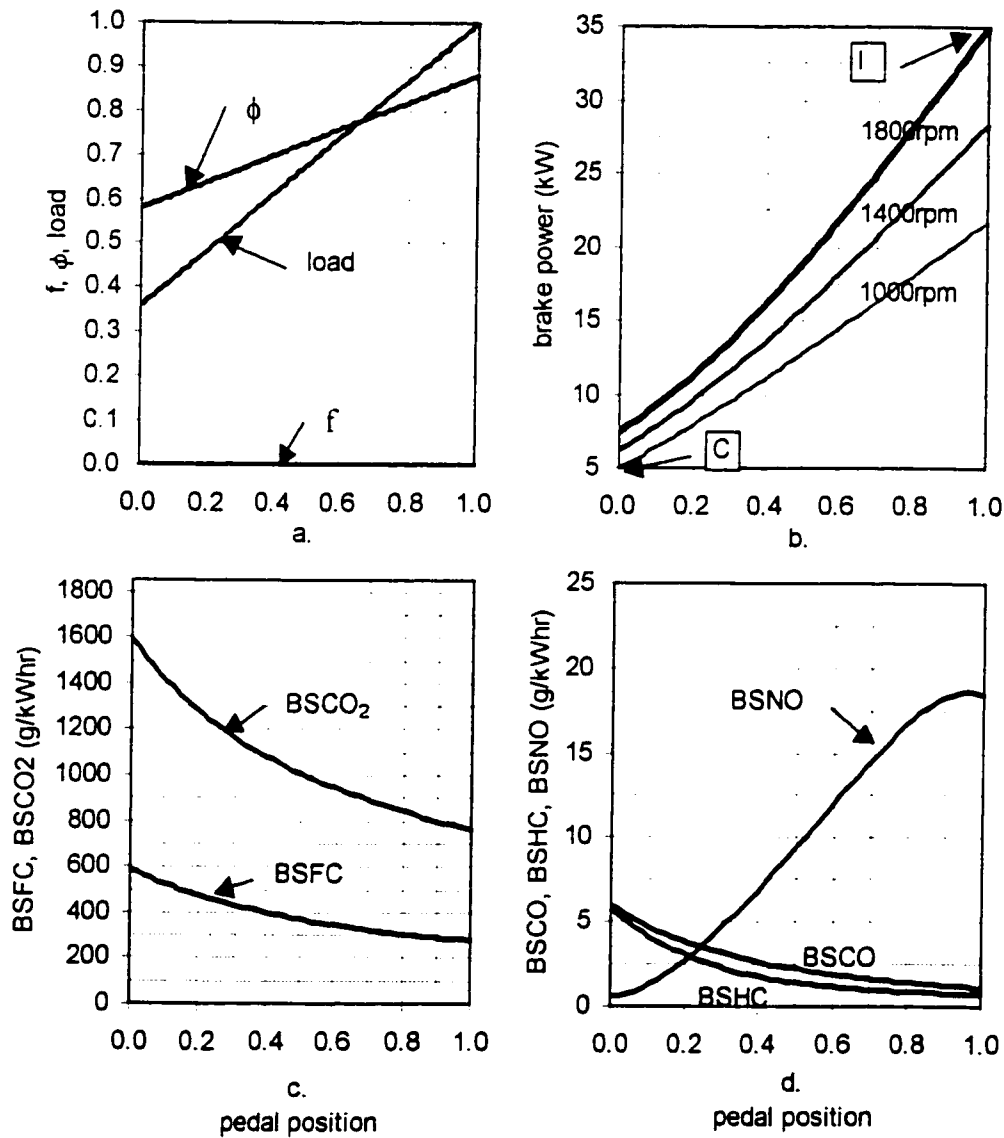 f, ϕ, load
1.0
0.9
0.8
0.7
0.6
0.5
0.4
0.3
0.2
0.1
0.0
ϕ
load
f
0.0 0.2 0.4 0.6 0.8 1.0
a.
brake power (kW)
35
30
25
20
15
10
5
I
1800rpm
1400rpm
1000rpm
C
0.0 0.2 0.4 0.6 0.8 1.0
b.
BSFC, BSCO2 (g/kWhr)
1800
1600
1400
1200
1000
800
600
400
200
0
BSCO₂
BSFC
0.0 0.2 0.4 0.6 0.8 1.0
c.
pedal position
BSCO, BSHC, BSNO (g/kWhr)
25
20
15
10
5
0
BSNO
BSCO
BSHC
0.0 0.2 0.4 0.6 0.8 1.0
d.
pedal position